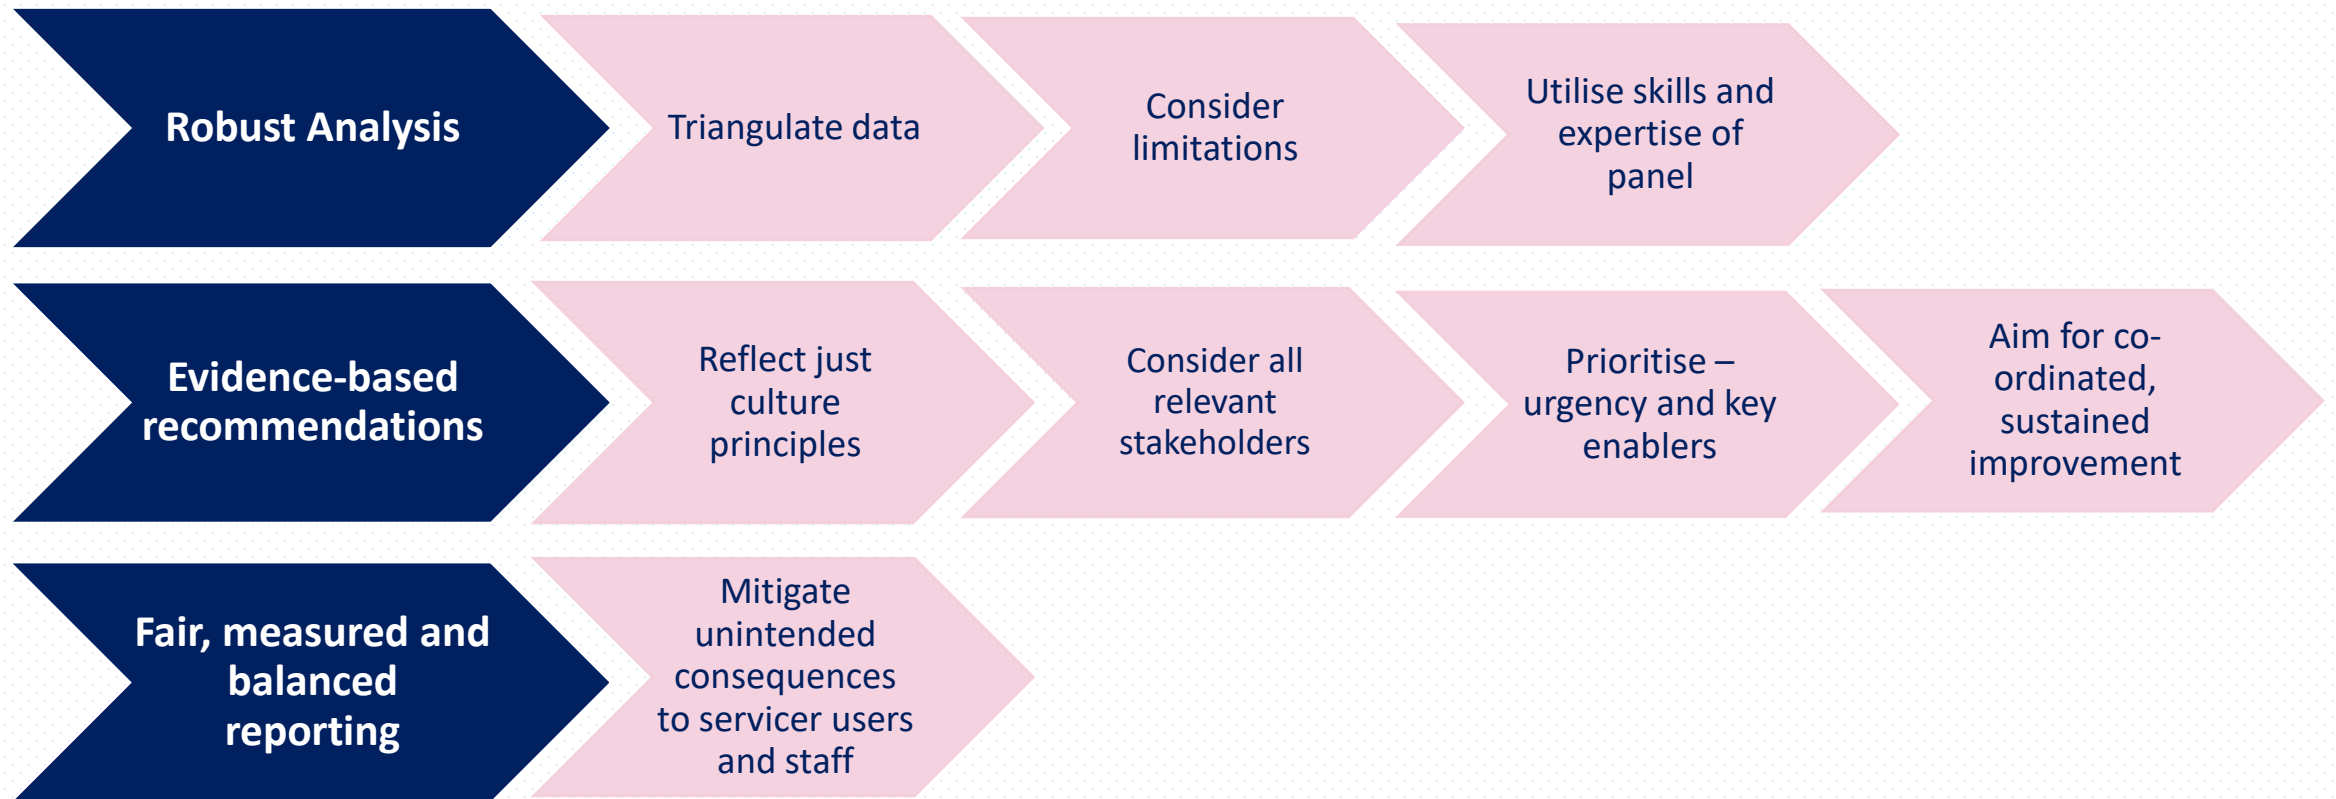 Robust Analysis
Triangulate data
Consider
limitations
Utilise skills and
expertise of
panel
Evidence-based
recommendations
Reflect just
culture
principles
Consider all
relevant
stakeholders
Prioritise –
urgency and key
enablers
Aim for co-
ordinated,
sustained
improvement
Fair, measured and
balanced
reporting
Mitigate
unintended
consequences
to servicer users
and staff